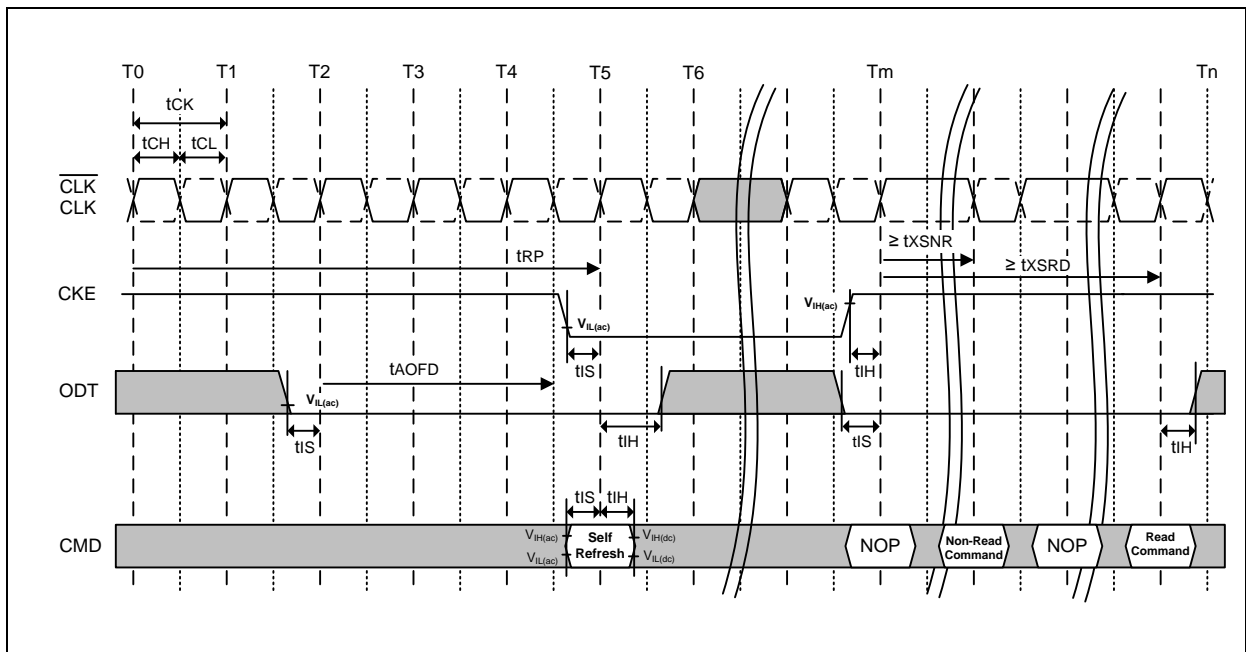 T0 T1 T2 T3 T4 T5 T6 Tm Tn
tCK
tCH tCL
CLK
CLK
≥ tXSNR
tRP
≥ tXSRD
CKE
VIH(ac)
VIL(ac)
tIS
tIH
tAOFD
ODT
VIL(ac)
tIS
tIH
tIS
tIH
tIS tIH
CMD
VIH(ac)
VIL(ac)
Self
Refresh
VIH(dc)
VIL(dc)
NOP
Non-Read
Command
NOP
Read
Command